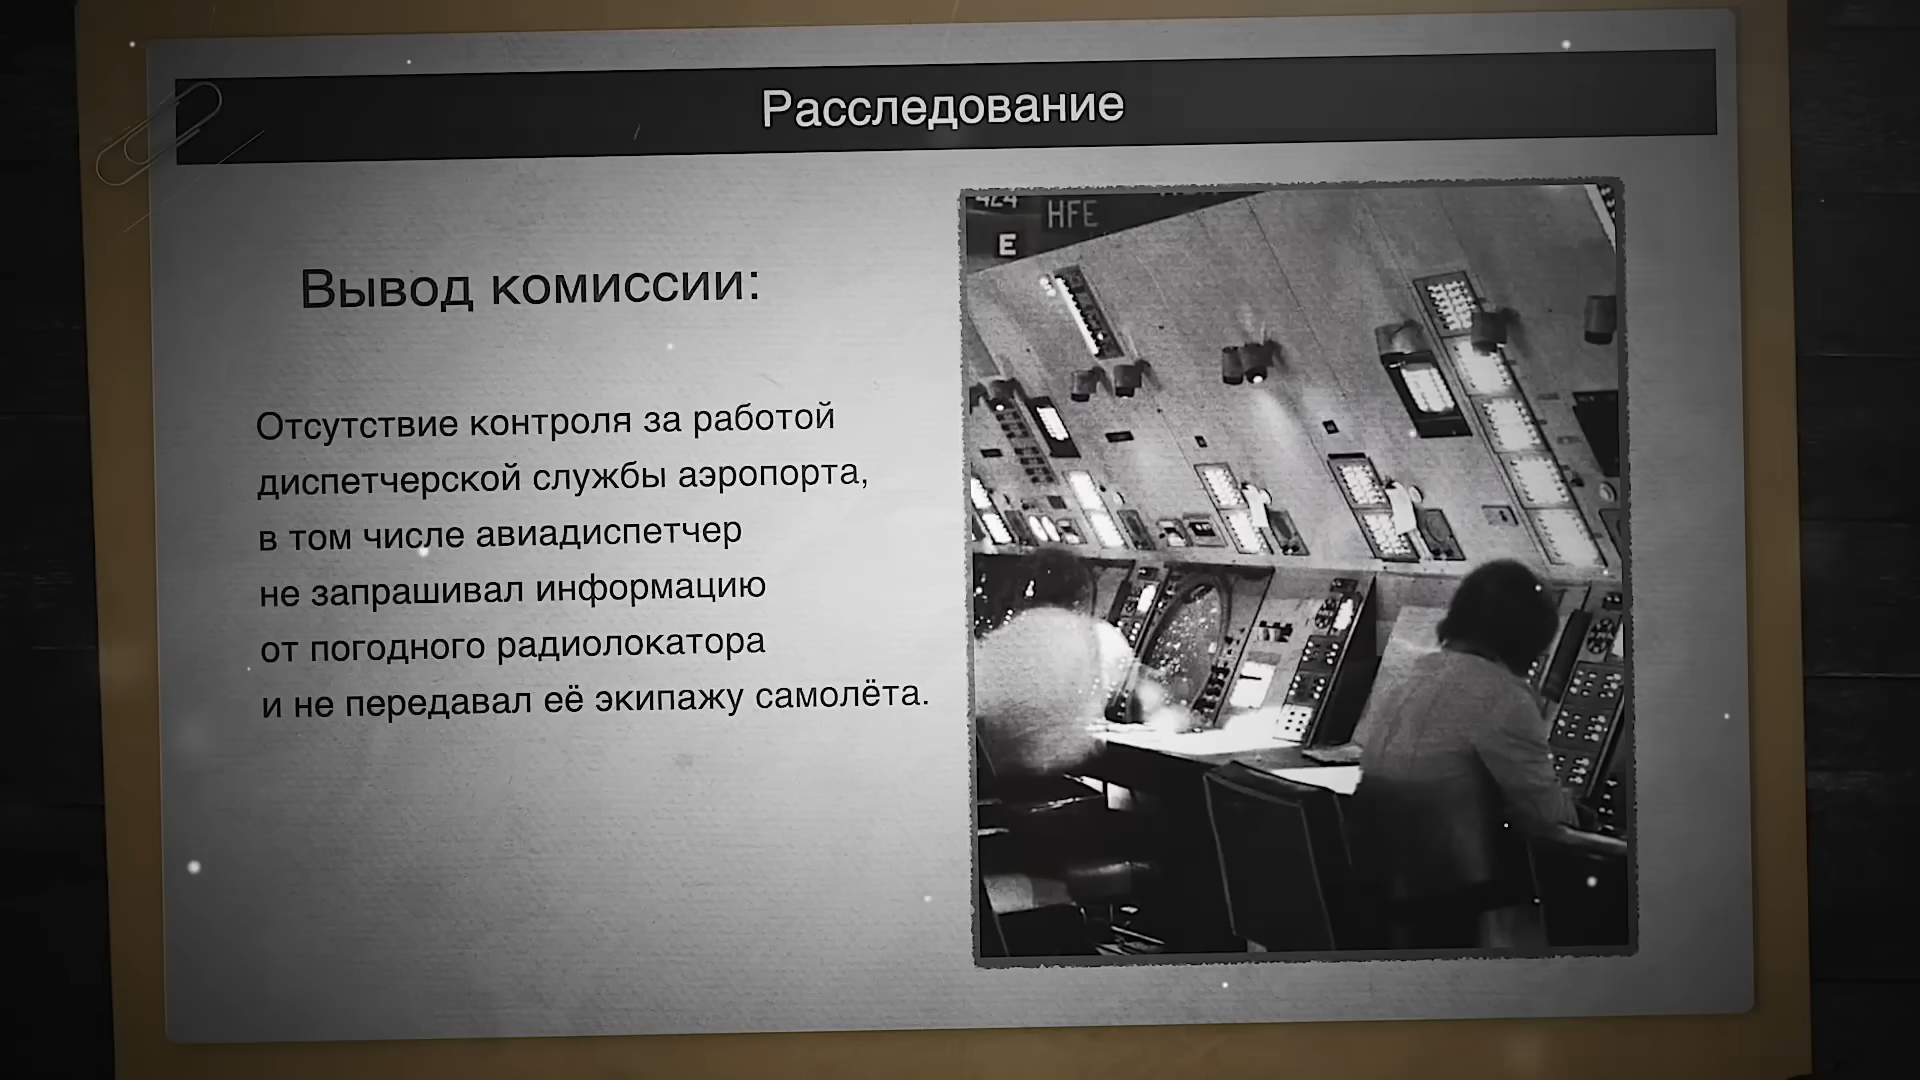 Расследование
Вывод комиссии:
Отсутствие контроля за работой
диспетчерской службы аэропорта,
в том числе авиадиспетчер
не запрашивал информацию
от погодного радиолокатора
и не передавал её экипажу самолёта.
424
HFE
E